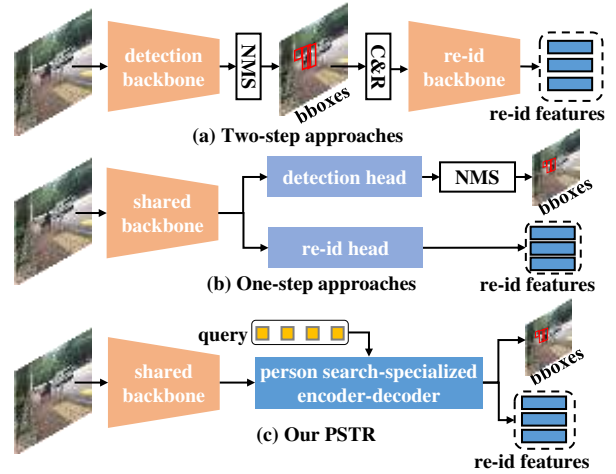 detection
backbone
NMS
bboxes
C&R
re-id
backbone
re-id features
(a) Two-step approaches
shared
backbone
detection head
NMS
bboxes
re-id head
re-id features
(b) One-step approaches
query
shared
backbone
person search-specialized
encoder-decoder
bboxes
(c) Our PSTR
re-id features